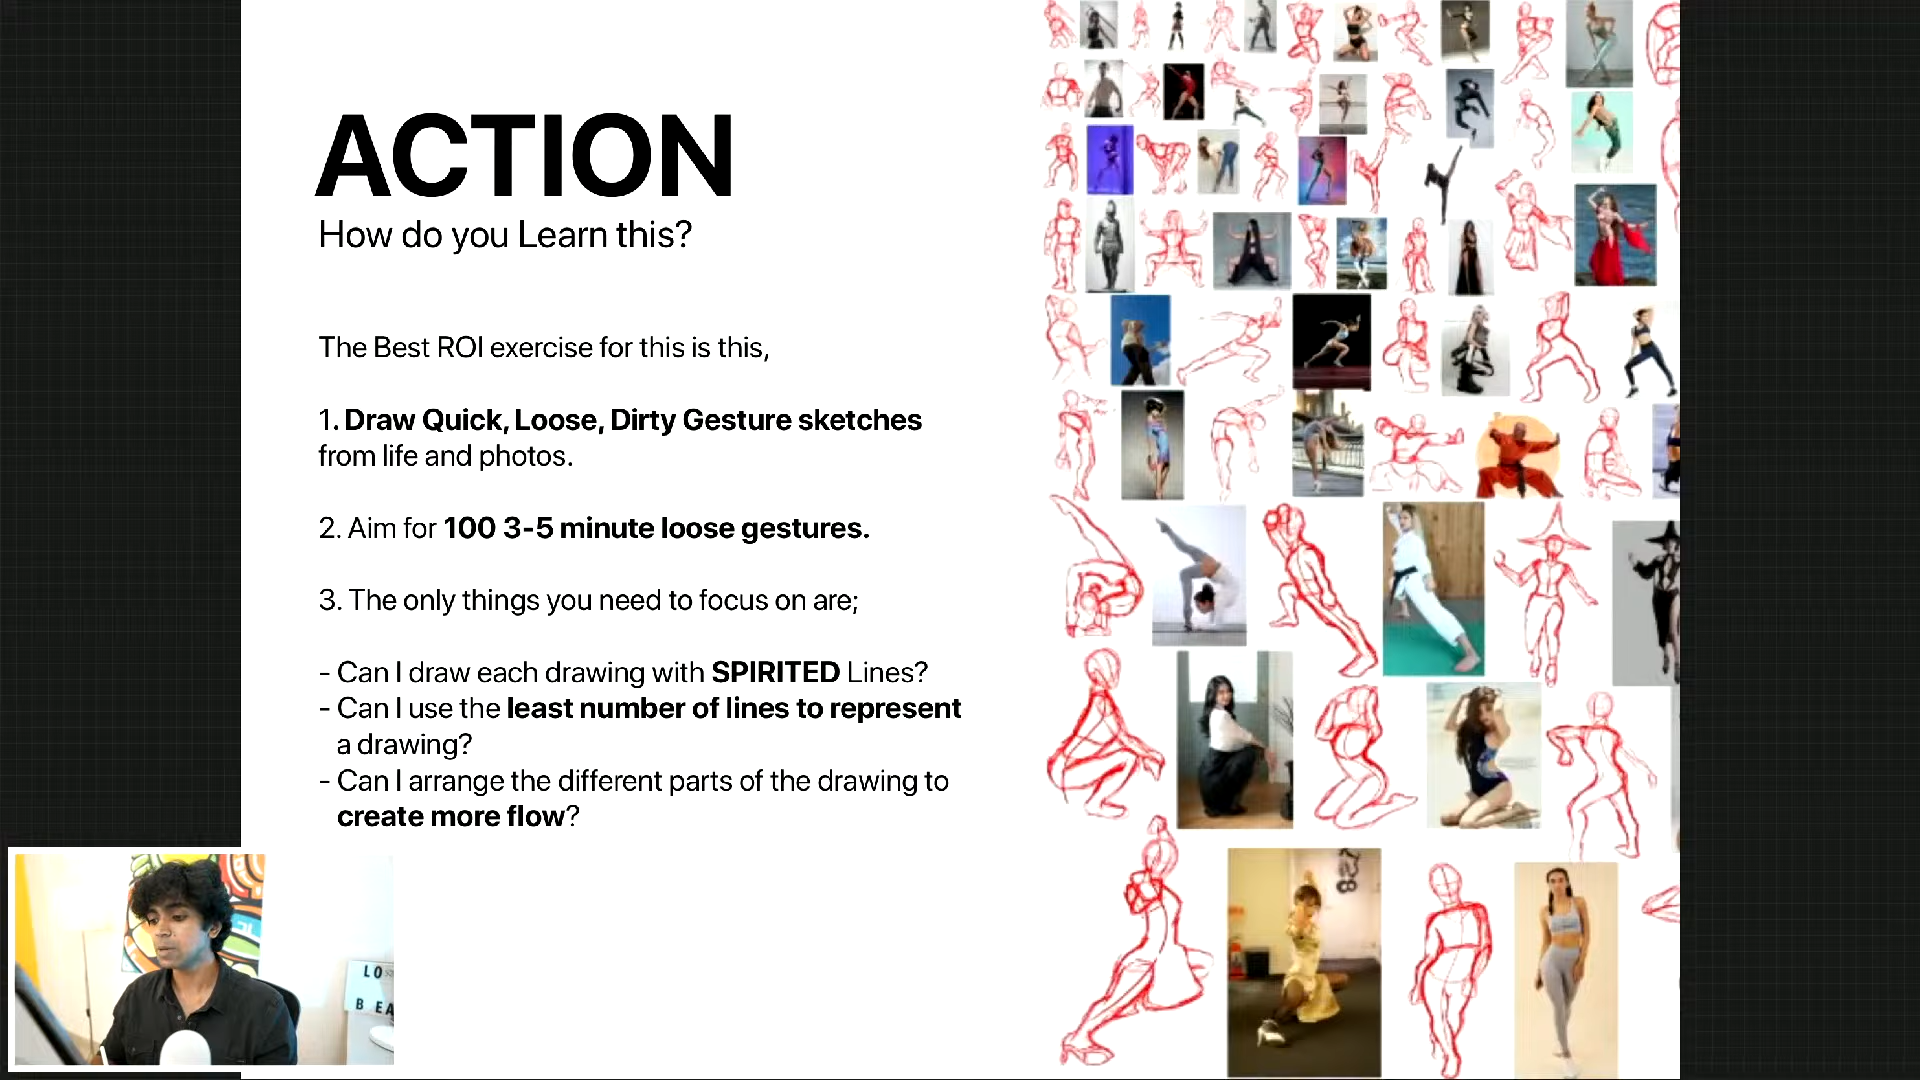 ACTION
How do you Learn this?
The Best ROI exercise for this is this,
1. Draw Quick, Loose, Dirty Gesture sketches
from life and photos.
2. Aim for 100 3-5 minute loose gestures.
3. The only things you need to focus on are;
- Can I draw each drawing with SPIRITED Lines?
- Can I use the least number of lines to represent
a drawing?
- Can I arrange the different parts of the drawing to
create more flow?
LO
B EA